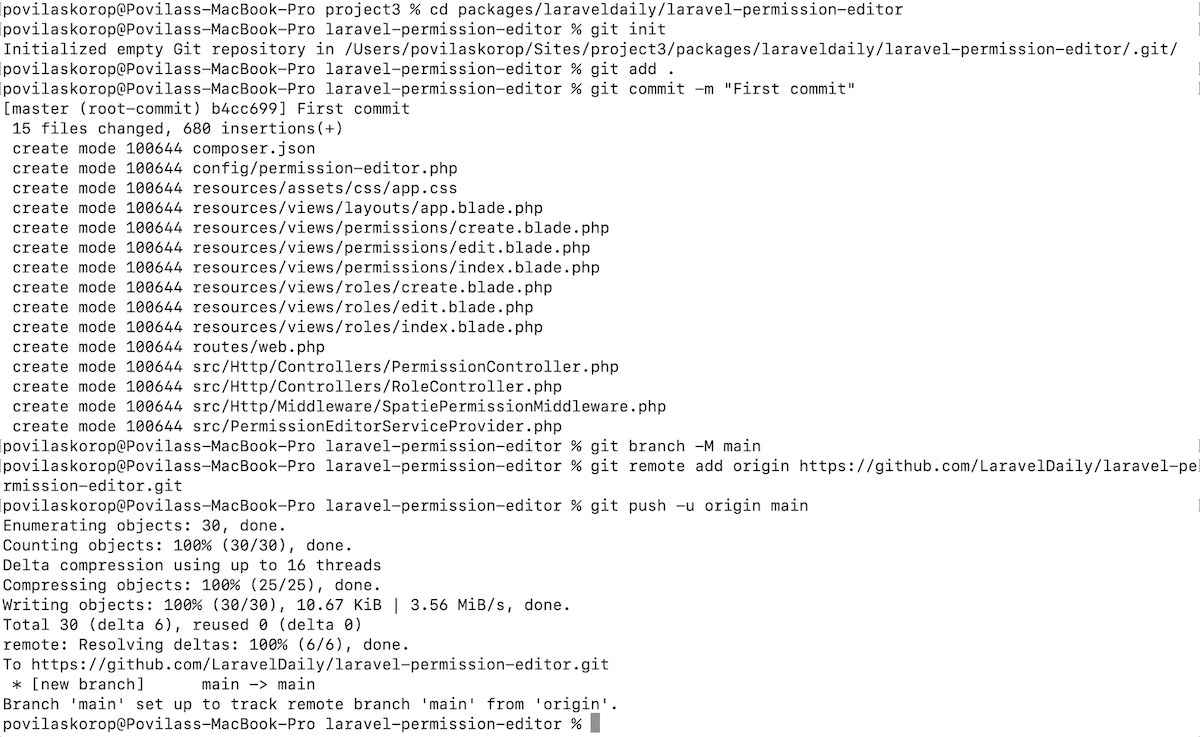 povilaskorop@Povilass-MacBook-Pro project3 % cd packages/laraveldaily/laravel-permission-editor
povilaskorop@Povilass-MacBook-Pro laravel-permission-editor % git init
Initialized empty Git repository in /Users/povilaskorop/Sites/project3/packages/laraveldaily/laravel-permission-editor/.git/
povilaskorop@Povilass-MacBook-Pro laravel-permission-editor % git add .
povilaskorop@Povilass-MacBook-Pro laravel-permission-editor % git commit -m "First commit"
[master (root-commit) b4cc699] First commit
 15 files changed, 680 insertions(+)
 create mode 100644 composer.json
 create mode 100644 config/permission-editor.php
 create mode 100644 resources/assets/css/app.css
 create mode 100644 resources/views/layouts/app.blade.php
 create mode 100644 resources/views/permissions/create.blade.php
 create mode 100644 resources/views/permissions/edit.blade.php
 create mode 100644 resources/views/permissions/index.blade.php
 create mode 100644 resources/views/roles/create.blade.php
 create mode 100644 resources/views/roles/edit.blade.php
 create mode 100644 resources/views/roles/index.blade.php
 create mode 100644 routes/web.php
 create mode 100644 src/Http/Controllers/PermissionController.php
 create mode 100644 src/Http/Controllers/RoleController.php
 create mode 100644 src/Http/Middleware/SpatiePermissionMiddleware.php
 create mode 100644 src/PermissionEditorServiceProvider.php
povilaskorop@Povilass-MacBook-Pro laravel-permission-editor % git branch -M main
povilaskorop@Povilass-MacBook-Pro laravel-permission-editor % git remote add origin https://github.com/LaravelDaily/laravel-pe
rmission-editor.git
povilaskorop@Povilass-MacBook-Pro laravel-permission-editor % git push -u origin main
Enumerating objects: 30, done.
Counting objects: 100% (30/30), done.
Delta compression using up to 16 threads
Compressing objects: 100% (25/25), done.
Writing objects: 100% (30/30), 10.67 KiB | 3.56 MiB/s, done.
Total 30 (delta 6), reused 0 (delta 0)
remote: Resolving deltas: 100% (6/6), done.
To https://github.com/LaravelDaily/laravel-permission-editor.git
 * [new branch]      main -> main
Branch 'main' set up to track remote branch 'main' from 'origin'.
povilaskorop@Povilass-MacBook-Pro laravel-permission-editor %